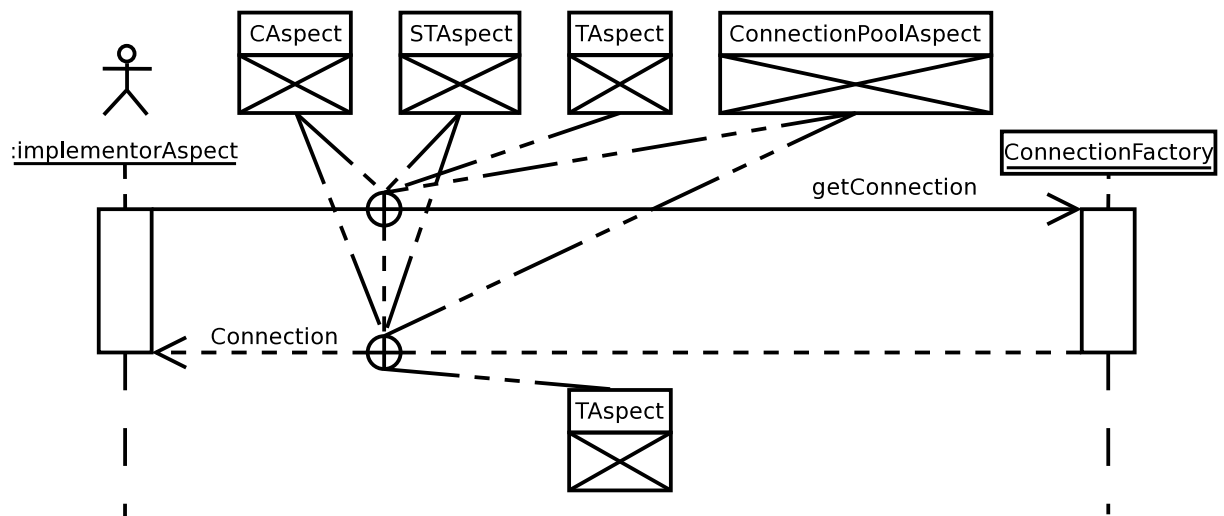 CAspect
STAspect
TAspect
ConnectionPoolAspect
:implementorAspect
ConnectionFactory
getConnection
Connection
TAspect